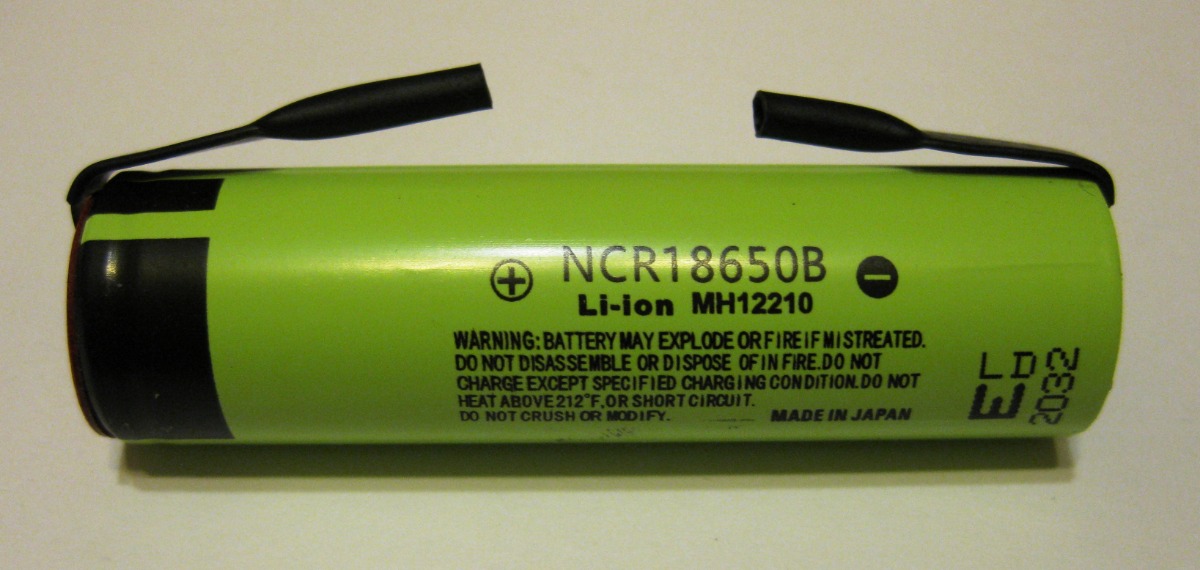 NCR18650B
Li-ion MH12210
WARNING: BATTERY MAY EXPLODE OR FIRE IF MISTREATED.
DO NOT DISASSEMBLE OR DISPOSE OF IN FIRE.DO NOT
CHARGE EXCEPT SPECIFIED CHARGING CONDITION.DO NOT
HEAT ABOVE 212°F, OR SHORT CIRCUIT.
DO NOT CRUSH OR MODIFY. MADE IN JAPAN
E
2032